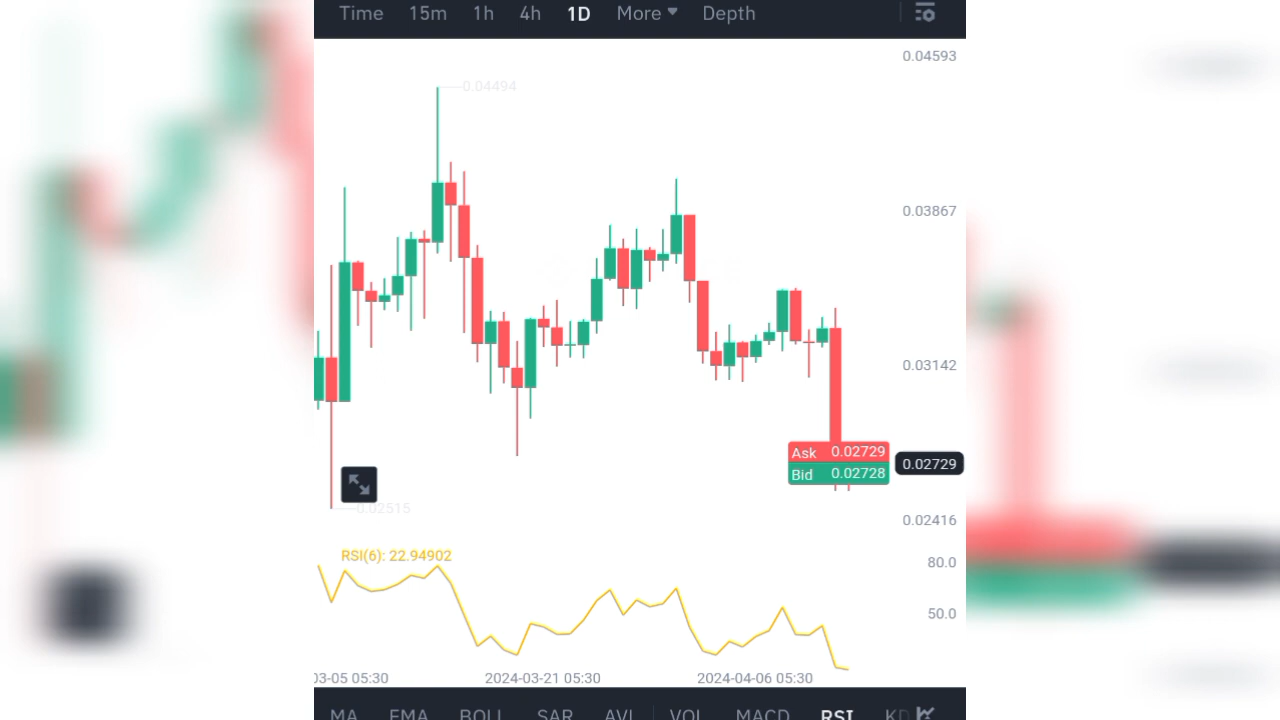 Time 15m 1h 4h 1D More Depth
0.04593
0.04494
0.03867
0.03142
Ask 0.02729
Bid 0.02728
0.02729
0.02515
0.02416
RSI(6): 22.94902
80.0
50.0
03-05 05:30 2024-03-21 05:30 2024-04-06 05:30
MA EMA BOLL SAR AVL VOL MACD RSI KD